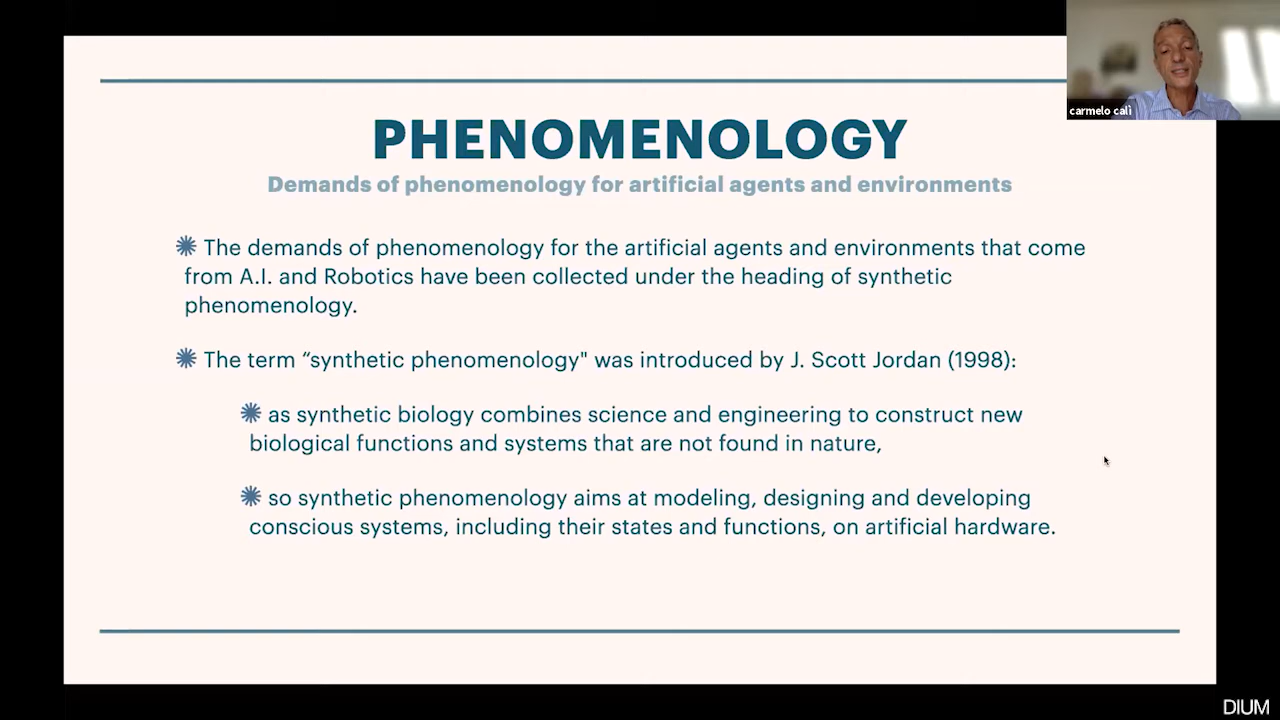 PHENOMENOLOGY
Demands of phenomenology for artificial agents and environments
The demands of phenomenology for the artificial agents and environments that come
from A.I. and Robotics have been collected under the heading of synthetic
phenomenology.
The term “synthetic phenomenology" was introduced by J. Scott Jordan (1998):
as synthetic biology combines science and engineering to construct new
biological functions and systems that are not found in nature,
so synthetic phenomenology aims at modeling, designing and developing
conscious systems, including their states and functions, on artificial hardware.
carmelo calì
DIUM